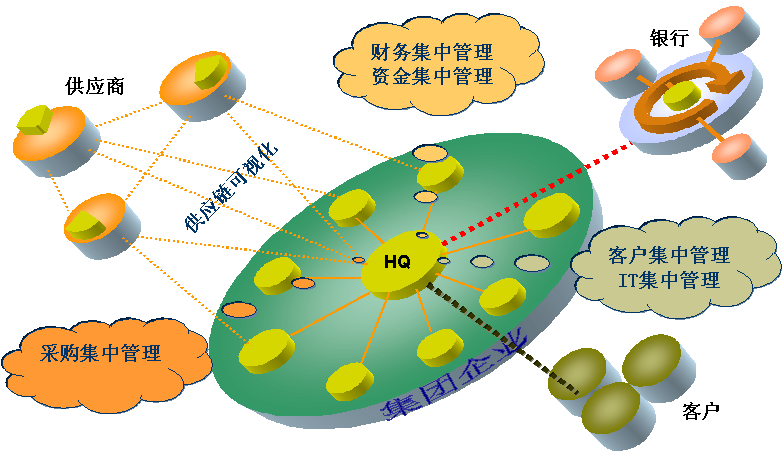 财务集中管理
资金集中管理
银行
供应商
供应链可视化
HQ
客户集中管理
IT集中管理
采购集中管理
集团企业
客户